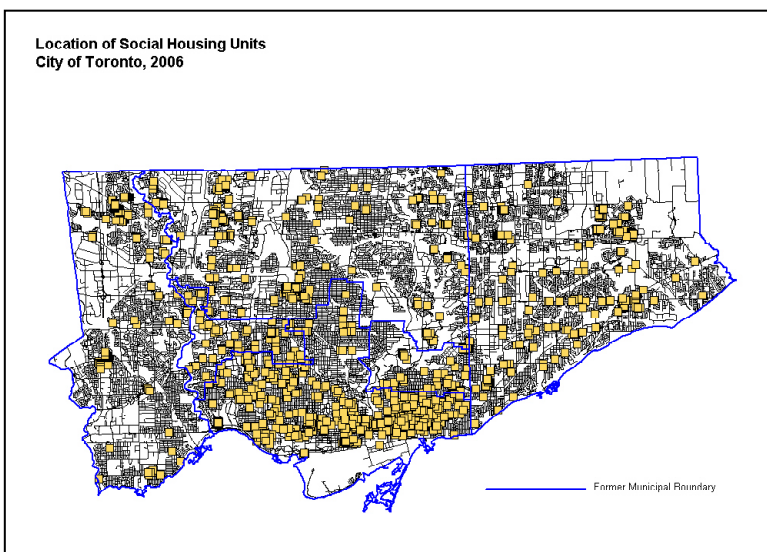 Location of Social Housing Units
City of Toronto, 2006
Former Municipal Boundary